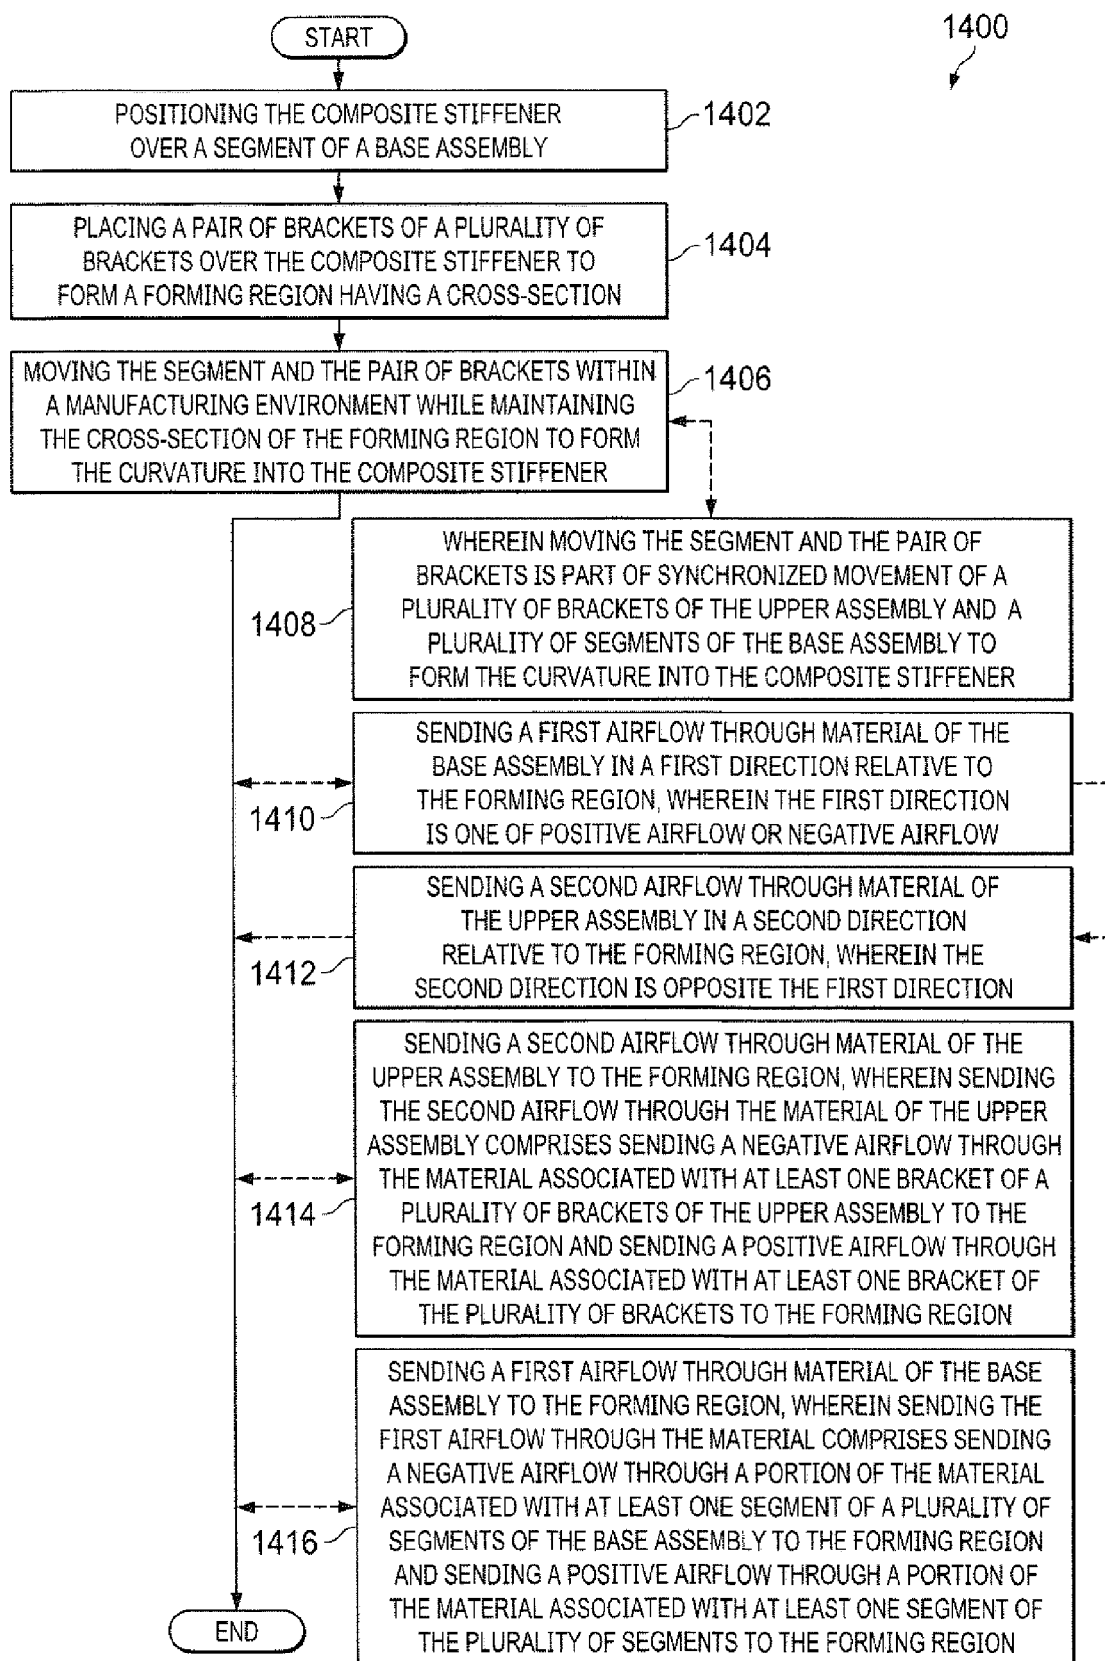 START
1400
POSITIONING THE COMPOSITE STIFFENER
OVER A SEGMENT OF A BASE ASSEMBLY
1402
PLACING A PAIR OF BRACKETS OF A PLURALITY OF
BRACKETS OVER THE COMPOSITE STIFFENER TO
FORM A FORMING REGION HAVING A CROSS-SECTION
1404
MOVING THE SEGMENT AND THE PAIR OF BRACKETS WITHIN
A MANUFACTURING ENVIRONMENT WHILE MAINTAINING
THE CROSS-SECTION OF THE FORMING REGION TO FORM
THE CURVATURE INTO THE COMPOSITE STIFFENER
1406
WHEREIN MOVING THE SEGMENT AND THE PAIR OF
BRACKETS IS PART OF SYNCHRONIZED MOVEMENT OF A
PLURALITY OF BRACKETS OF THE UPPER ASSEMBLY AND A
PLURALITY OF SEGMENTS OF THE BASE ASSEMBLY TO
FORM THE CURVATURE INTO THE COMPOSITE STIFFENER
1408
SENDING A FIRST AIRFLOW THROUGH MATERIAL OF THE
BASE ASSEMBLY IN A FIRST DIRECTION RELATIVE TO
THE FORMING REGION, WHEREIN THE FIRST DIRECTION
IS ONE OF POSITIVE AIRFLOW OR NEGATIVE AIRFLOW
1410
SENDING A SECOND AIRFLOW THROUGH MATERIAL OF
THE UPPER ASSEMBLY IN A SECOND DIRECTION
RELATIVE TO THE FORMING REGION, WHEREIN THE
SECOND DIRECTION IS OPPOSITE THE FIRST DIRECTION
1412
SENDING A SECOND AIRFLOW THROUGH MATERIAL OF THE
UPPER ASSEMBLY TO THE FORMING REGION, WHEREIN SENDING
THE SECOND AIRFLOW THROUGH THE MATERIAL OF THE UPPER
ASSEMBLY COMPRISES SENDING A NEGATIVE AIRFLOW THROUGH
THE MATERIAL ASSOCIATED WITH AT LEAST ONE BRACKET OF A
PLURALITY OF BRACKETS OF THE UPPER ASSEMBLY TO THE
FORMING REGION AND SENDING A POSITIVE AIRFLOW THROUGH
THE MATERIAL ASSOCIATED WITH AT LEAST ONE BRACKET OF
THE PLURALITY OF BRACKETS TO THE FORMING REGION
1414
SENDING A FIRST AIRFLOW THROUGH MATERIAL OF THE BASE
ASSEMBLY TO THE FORMING REGION, WHEREIN SENDING THE
FIRST AIRFLOW THROUGH THE MATERIAL COMPRISES SENDING
A NEGATIVE AIRFLOW THROUGH A PORTION OF THE MATERIAL
ASSOCIATED WITH AT LEAST ONE SEGMENT OF A PLURALITY OF
SEGMENTS OF THE BASE ASSEMBLY TO THE FORMING REGION
AND SENDING A POSITIVE AIRFLOW THROUGH A PORTION OF
THE MATERIAL ASSOCIATED WITH AT LEAST ONE SEGMENT OF
THE PLURALITY OF SEGMENTS TO THE FORMING REGION
1416
END